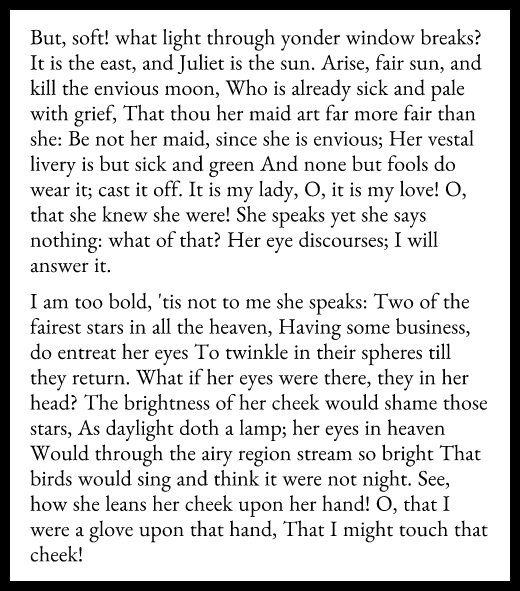 But, soft! what light through yonder window breaks?
It is the east, and Juliet is the sun. Arise, fair sun, and
kill the envious moon, Who is already sick and pale
with grief, That thou her maid art far more fair than
she: Be not her maid, since she is envious; Her vestal
livery is but sick and green And none but fools do
wear it; cast it off. It is my lady, O, it is my love! O,
that she knew she were! She speaks yet she says
nothing: what of that? Her eye discourses; I will
answer it.
I am too bold, 'tis not to me she speaks: Two of the
fairest stars in all the heaven, Having some business,
do entreat her eyes To twinkle in their spheres till
they return. What if her eyes were there, they in her
head? The brightness of her cheek would shame those
stars, As daylight doth a lamp; her eyes in heaven
Would through the airy region stream so bright That
birds would sing and think it were not night. See,
how she leans her cheek upon her hand! O, that I
were a glove upon that hand, That I might touch that
cheek!